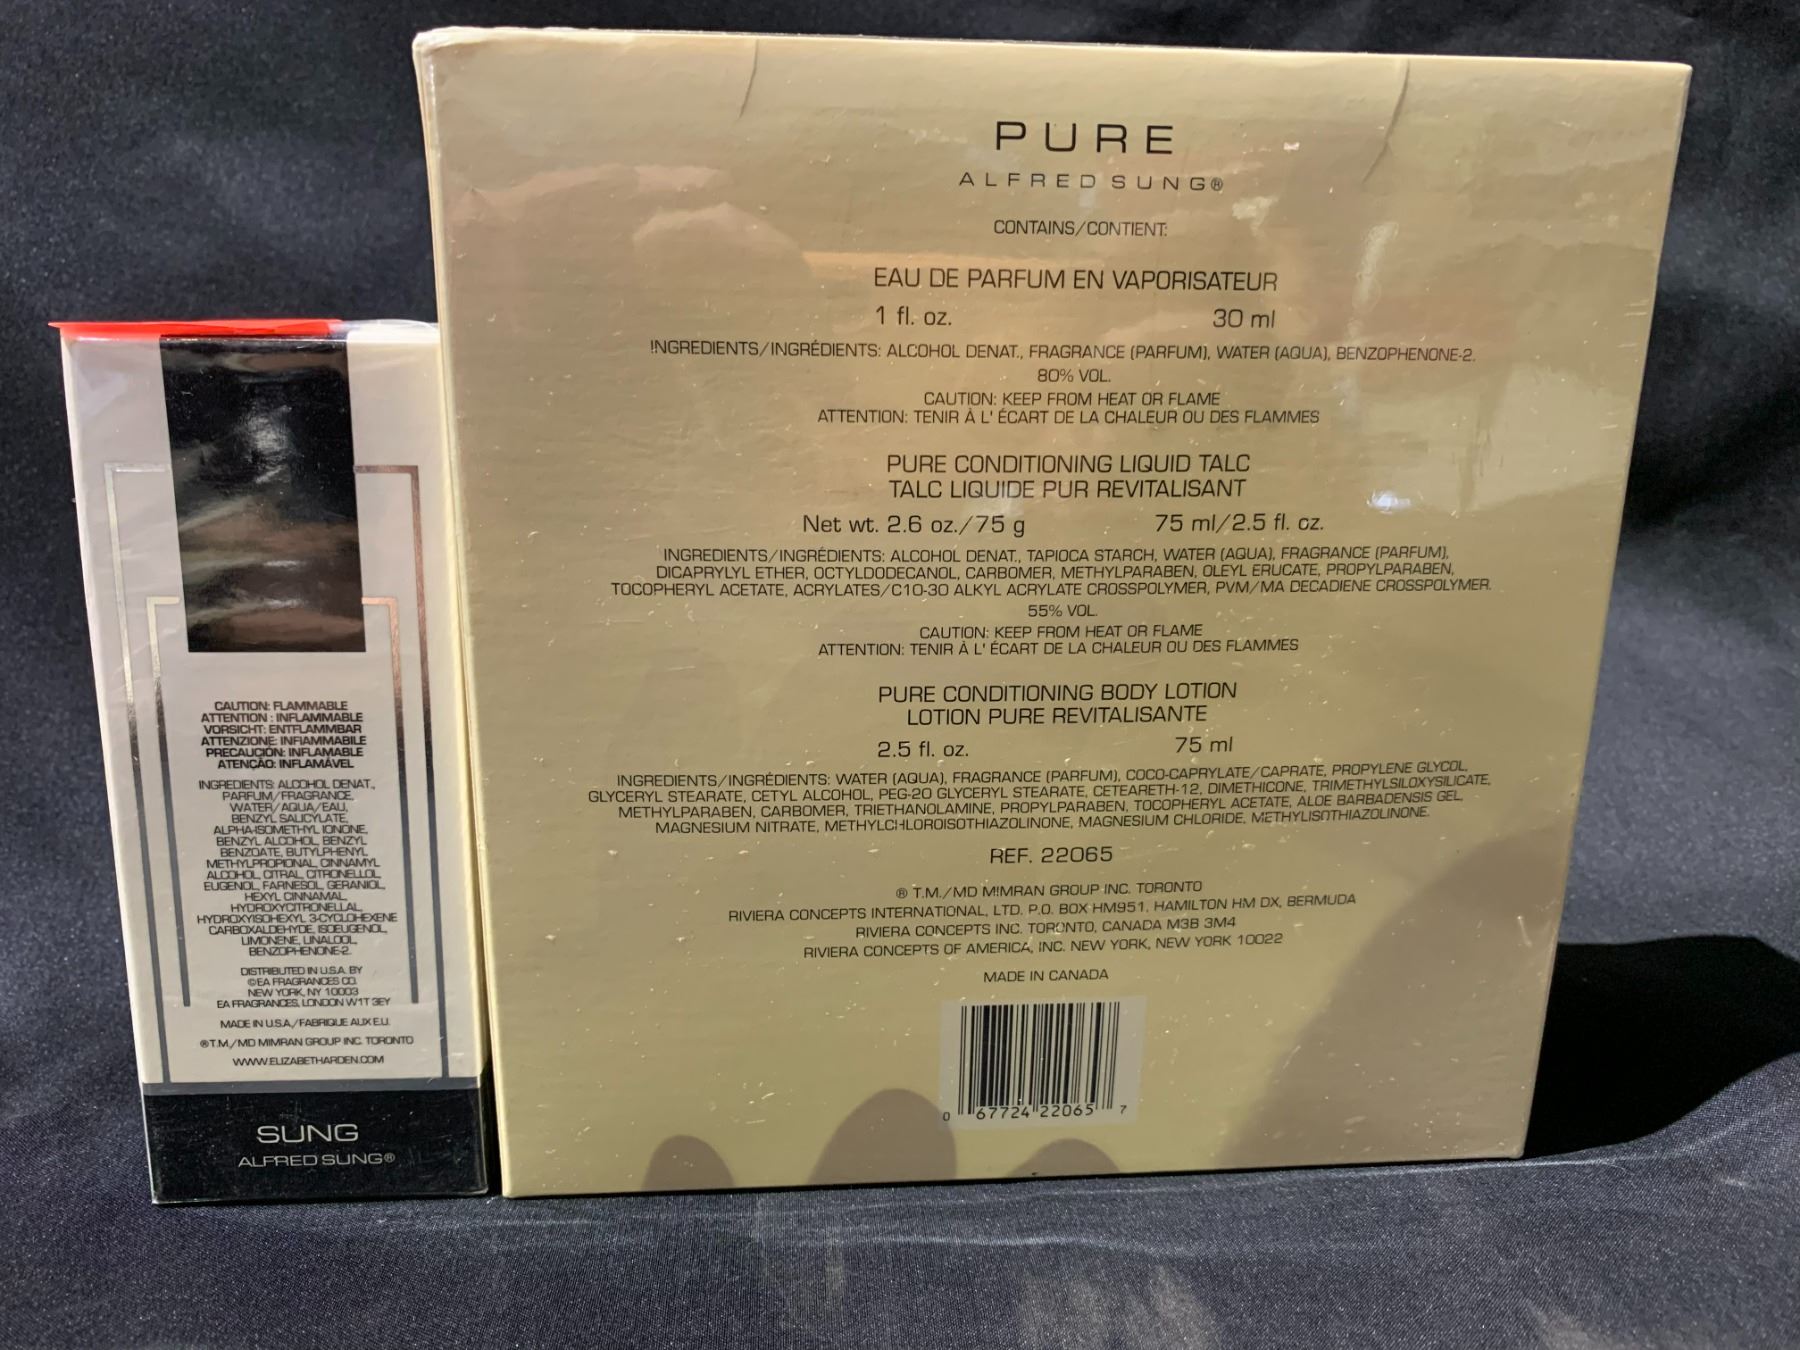 CAUTION: FLAMMABLE
ATTENTION : INFLAMMABLE
VORSICHT: ENTFLAMMBAR
ATTENZIONE: INFIAMMABILE
PRECAUCIÓN: INFLAMABLE
ATENÇÃO: INFLAMÁVEL
INGREDIENTS: ALCOHOL DENAT.,
PARFUM/FRAGRANCE,
WATER/AQUA/EAU,
BENZYL SALICYLATE,
ALPHA-ISOMETHYL IONONE,
BENZYL ALCOHOL, BENZYL
BENZOATE, BUTYLPHENYL
METHYLPROPIONAL, CINNAMYL
ALCOHOL, CITRAL, CITRONELLOL,
EUGENOL, FARNESOL, GERANIOL,
HEXYL CINNAMAL,
HYDROXYCITRONELLAL,
HYDROXYISOHEXYL 3-CYCLOHEXENE
CARBOXALDEHYDE, ISOEUGENOL,
LIMONENE, LINALOOL,
BENZOPHENONE-2.
DISTRIBUTED IN U.S.A. BY
©EA FRAGRANCES CO.
NEW YORK, NY 10003
EA FRAGRANCES, LONDON W1T 3EY
MADE IN U.S.A./FABRIQUE AUX E.U.
®T.M./MD MIMRAN GROUP INC. TORONTO
WWW.ELIZABETHARDEN.COM
SUNG
ALFRED SUNG®
PURE
ALFRED SUNG®
CONTAINS/CONTIENT:
EAU DE PARFUM EN VAPORISATEUR
1 fl. oz. 30 ml
INGREDIENTS/INGRÉDIENTS: ALCOHOL DENAT., FRAGRANCE (PARFUM), WATER (AQUA), BENZOPHENONE-2.
80% VOL.
CAUTION: KEEP FROM HEAT OR FLAME
ATTENTION: TENIR À L' ÉCART DE LA CHALEUR OU DES FLAMMES
PURE CONDITIONING LIQUID TALC
TALC LIQUIDE PUR REVITALISANT
Net wt. 2.6 oz./75 g 75 ml/2.5 fl. oz.
INGREDIENTS/INGRÉDIENTS: ALCOHOL DENAT., TAPIOCA STARCH, WATER (AQUA), FRAGRANCE (PARFUM),
DICAPRYLYL ETHER, OCTYLDODECANOL, CARBOMER, METHYLPARABEN, OLEYL ERUCATE, PROPYLPARABEN,
TOCOPHERYL ACETATE, ACRYLATES/C10-30 ALKYL ACRYLATE CROSSPOLYMER, PVM/MA DECADIENE CROSSPOLYMER.
55% VOL.
CAUTION: KEEP FROM HEAT OR FLAME
ATTENTION: TENIR À L' ÉCART DE LA CHALEUR OU DES FLAMMES
PURE CONDITIONING BODY LOTION
LOTION PURE REVITALISANTE
2.5 fl. oz. 75 ml
INGREDIENTS/INGRÉDIENTS: WATER (AQUA), FRAGRANCE (PARFUM), COCO-CAPRYLATE/CAPRATE, PROPYLENE GLYCOL,
GLYCERYL STEARATE, CETYL ALCOHOL, PEG-20 GLYCERYL STEARATE, CETEARETH-12, DIMETHICONE, TRIMETHYLSILOXYSILICATE,
METHYLPARABEN, CARBOMER, TRIETHANOLAMINE, PROPYLPARABEN, TOCOPHERYL ACETATE, ALOE BARBADENSIS GEL,
MAGNESIUM NITRATE, METHYLCHLOROISOTHIAZOLINONE, MAGNESIUM CHLORIDE, METHYLISOTHIAZOLINONE.
REF. 22065
® T.M./MD MIMRAN GROUP INC. TORONTO
RIVIERA CONCEPTS INTERNATIONAL, LTD. P.O. BOX HM951, HAMILTON HM DX, BERMUDA
RIVIERA CONCEPTS INC. TORONTO, CANADA M3B 3M4
RIVIERA CONCEPTS OF AMERICA, INC. NEW YORK, NEW YORK 10022
MADE IN CANADA
0 67724 22065 7